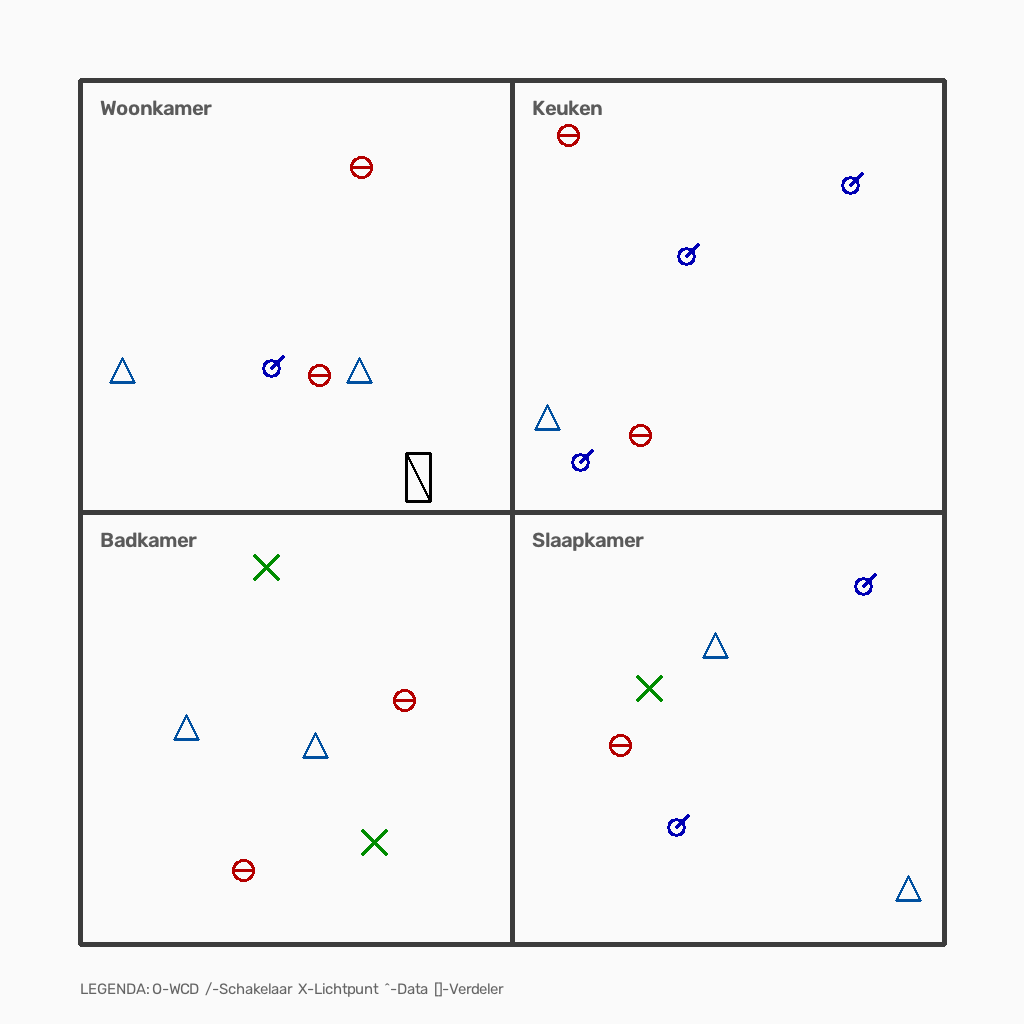 Woonkamer
Keuken
Badkamer
Slaapkamer
LEGENDA: O-WCD /-Schakelaar X-Lichtpunt ^-Data []-Verdeler